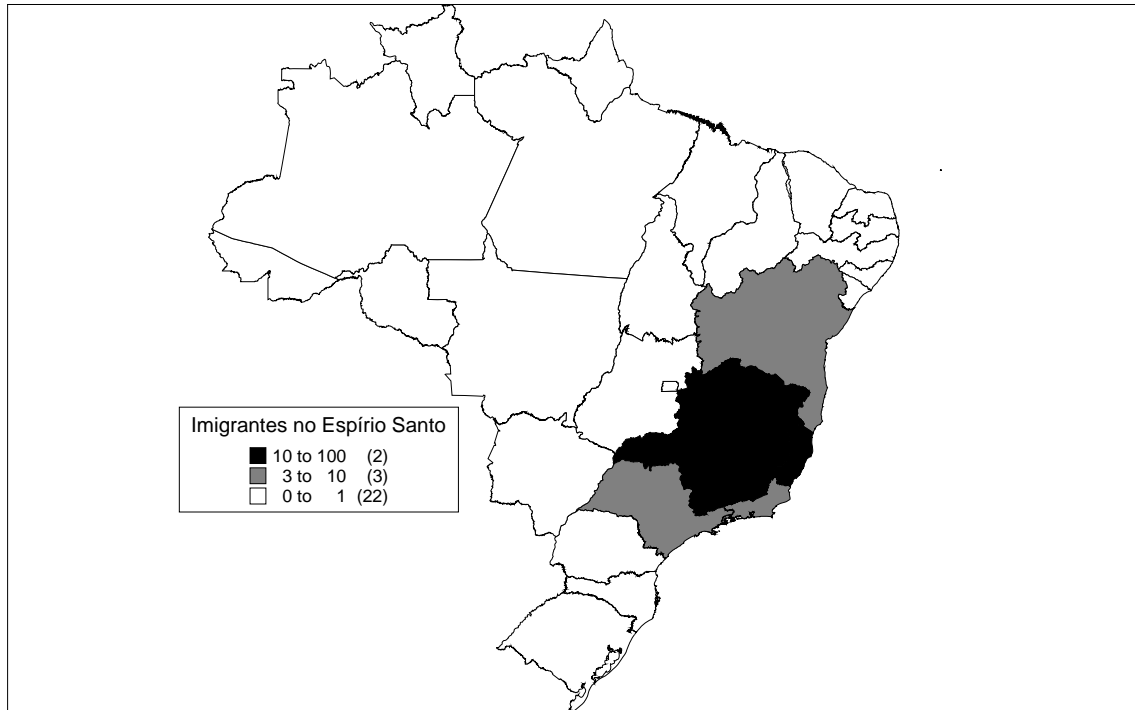 Imigrantes no Espírio Santo
10 to 100 (2)
3 to 10 (3)
0 to 1 (22)